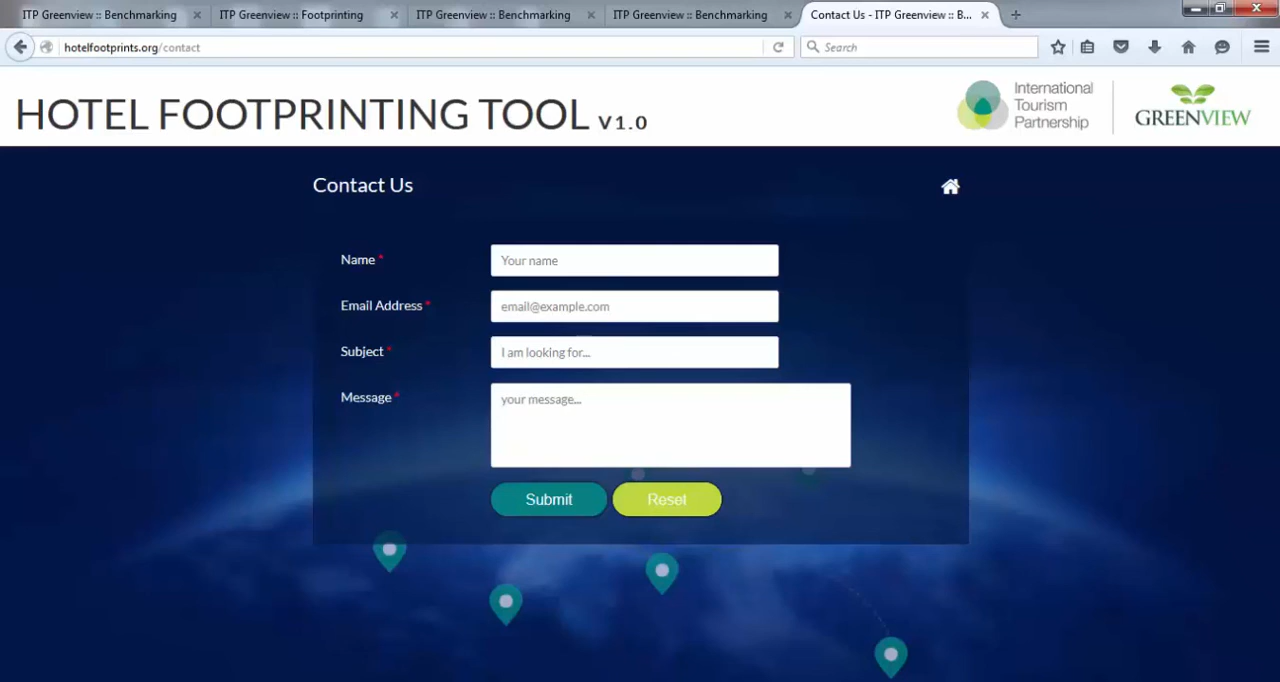 ITP Greenview :: Benchmarking
ITP Greenview :: Footprinting
ITP Greenview :: Benchmarking
ITP Greenview :: Benchmarking
Contact Us - ITP Greenview :: B...
hotelfootprints.org/contact
Search
HOTEL FOOTPRINTING TOOL V1.0
International
Tourism
Partnership
GREENVIEW
Contact Us
Name *
Your name
Email Address *
email@example.com
Subject *
I am looking for...
Message *
your message...
Submit
Reset